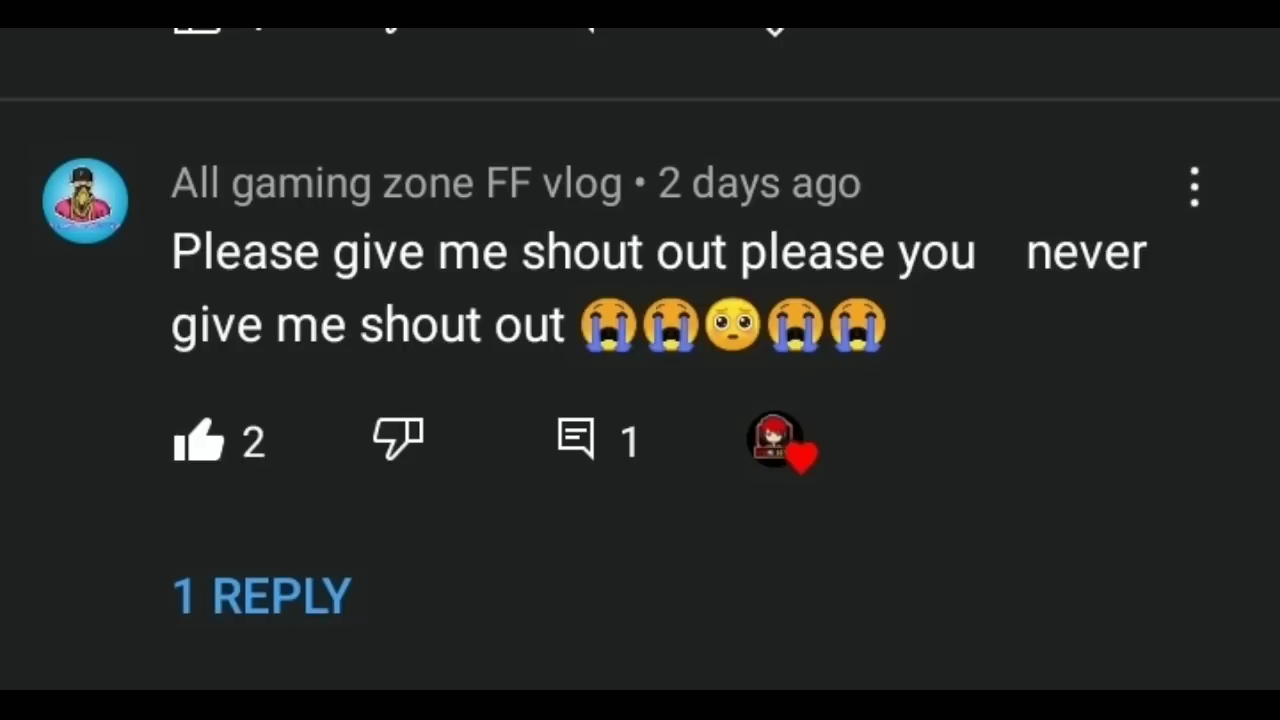 All gaming zone FF vlog • 2 days ago
Please give me shout out please you never
give me shout out 😭😭🥺😭😭
2 1
1 REPLY